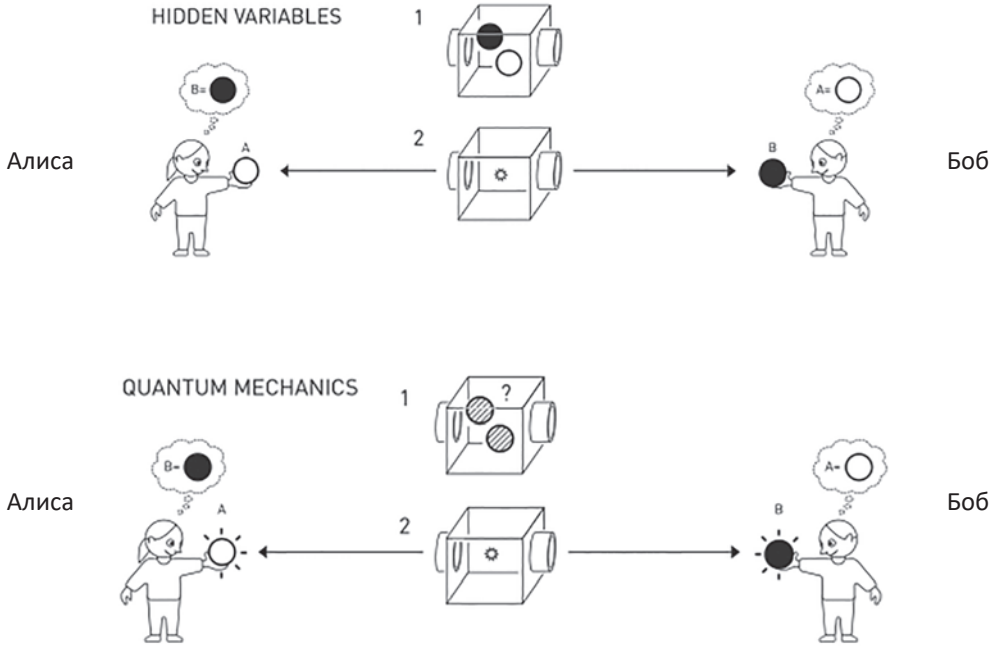 HIDDEN VARIABLES
1
B=
A=
2
A
B
Алиса
Боб
QUANTUM MECHANICS
1
?
B=
A=
Алиса
A
B
Боб
2